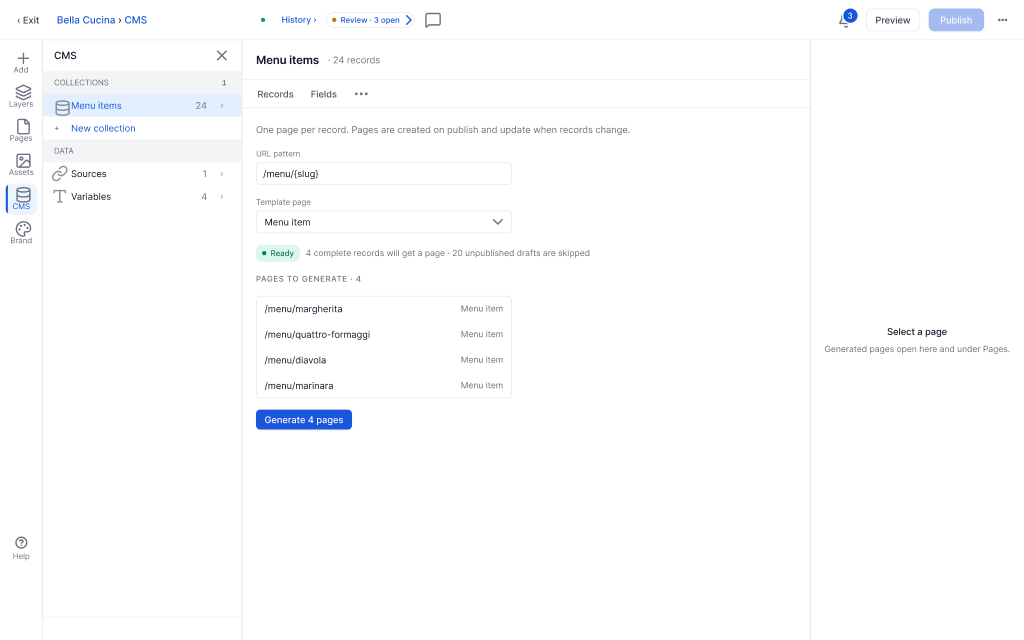 ‹ Exit
Bella Cucina › CMS
History ›
Review · 3 open
3
Preview
Publish
Add
Layers
Pages
Assets
CMS
Brand
Help
CMS
COLLECTIONS 1
Menu items 24 ›
+ New collection
DATA
Sources 1 ›
Variables 4 ›
Menu items · 24 records
Records Fields
One page per record. Pages are created on publish and update when records change.
URL pattern
/menu/{slug}
Template page
Menu item
Ready 4 complete records will get a page · 20 unpublished drafts are skipped
PAGES TO GENERATE · 4
/menu/margherita Menu item
/menu/quattro-formaggi Menu item
/menu/diavola Menu item
/menu/marinara Menu item
Generate 4 pages
Select a page
Generated pages open here and under Pages.